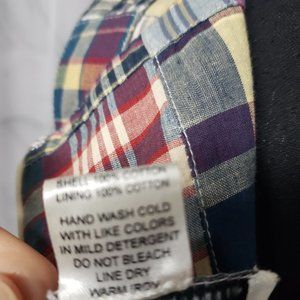 SHELL 100% COTTON
LINING 100% COTTON
HAND WASH COLD
WITH LIKE COLORS
IN MILD DETERGENT
DO NOT BLEACH
LINE DRY
WARM IRON